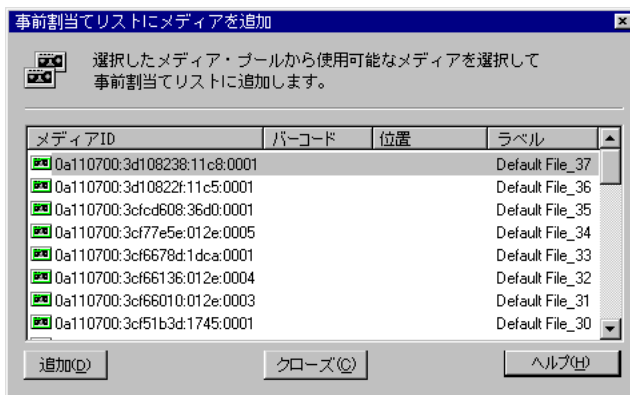 事前割当てリストにメディアを追加
選択したメディア・プールから使用可能なメディアを選択して
事前割当てリストに追加します。
メディアID バーコード 位置 ラベル
0a110700:3d108238:11c8:0001 Default File_37
0a110700:3d10822f:11c5:0001 Default File_36
0a110700:3cfcd608:36d0:0001 Default File_35
0a110700:3cf77e5e:012e:0005 Default File_34
0a110700:3cf6678d:1dca:0001 Default File_33
0a110700:3cf66136:012e:0004 Default File_32
0a110700:3cf66010:012e:0003 Default File_31
0a110700:3cf51b3d:1745:0001 Default File_30
追加(D) クローズ(C) ヘルプ(H)